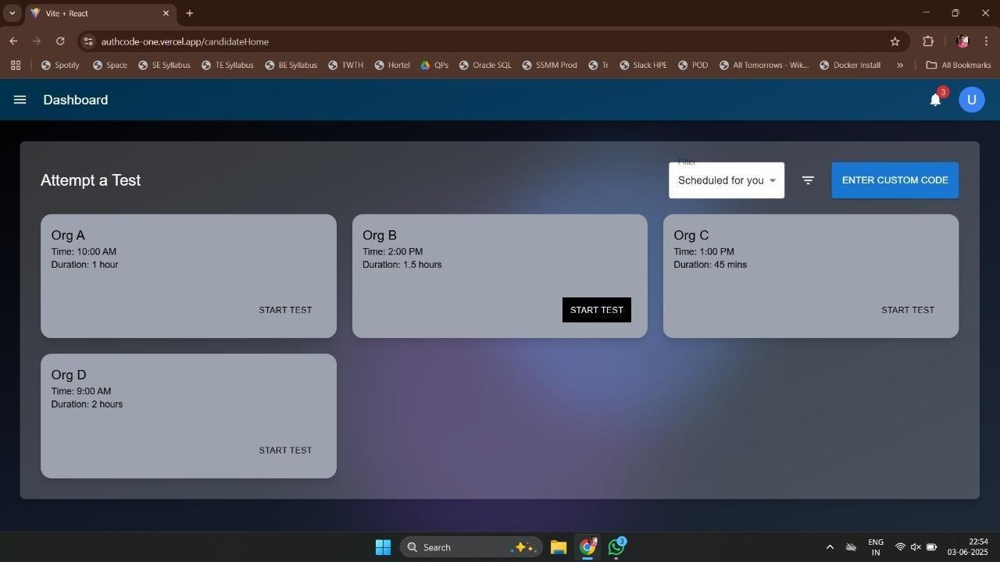 Vite + React
authcode-one.vercel.app/candidateHome
Spotify Space SE Syllabus TE Syllabus BE Syllabus TWTH Hortel QPs Oracle SQL SSMM Prod Tr Slack HPE POD All Tomorrows - Wik... Docker Install » All Bookmarks
Dashboard 3 U
Filter
Attempt a Test Scheduled for you ENTER CUSTOM CODE
Org A
Time: 10:00 AM
Duration: 1 hour
START TEST
Org B
Time: 2:00 PM
Duration: 1.5 hours
START TEST
Org C
Time: 1:00 PM
Duration: 45 mins
START TEST
Org D
Time: 9:00 AM
Duration: 2 hours
START TEST
Search 3
ENG
IN
22:54
03-06-2025